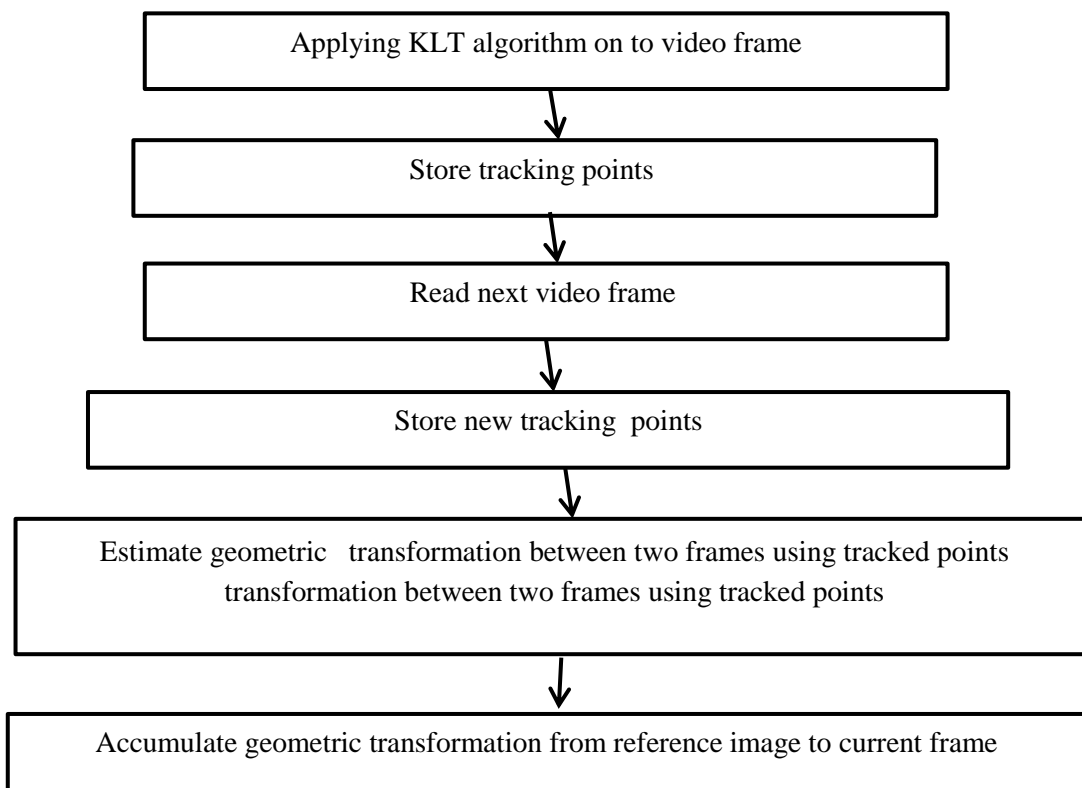 Applying KLT algorithm on to video frame
Store tracking points
Read next video frame
Store new tracking  points
Estimate geometric   transformation between two frames using tracked points
transformation between two frames using tracked points
Accumulate geometric transformation from reference image to current frame